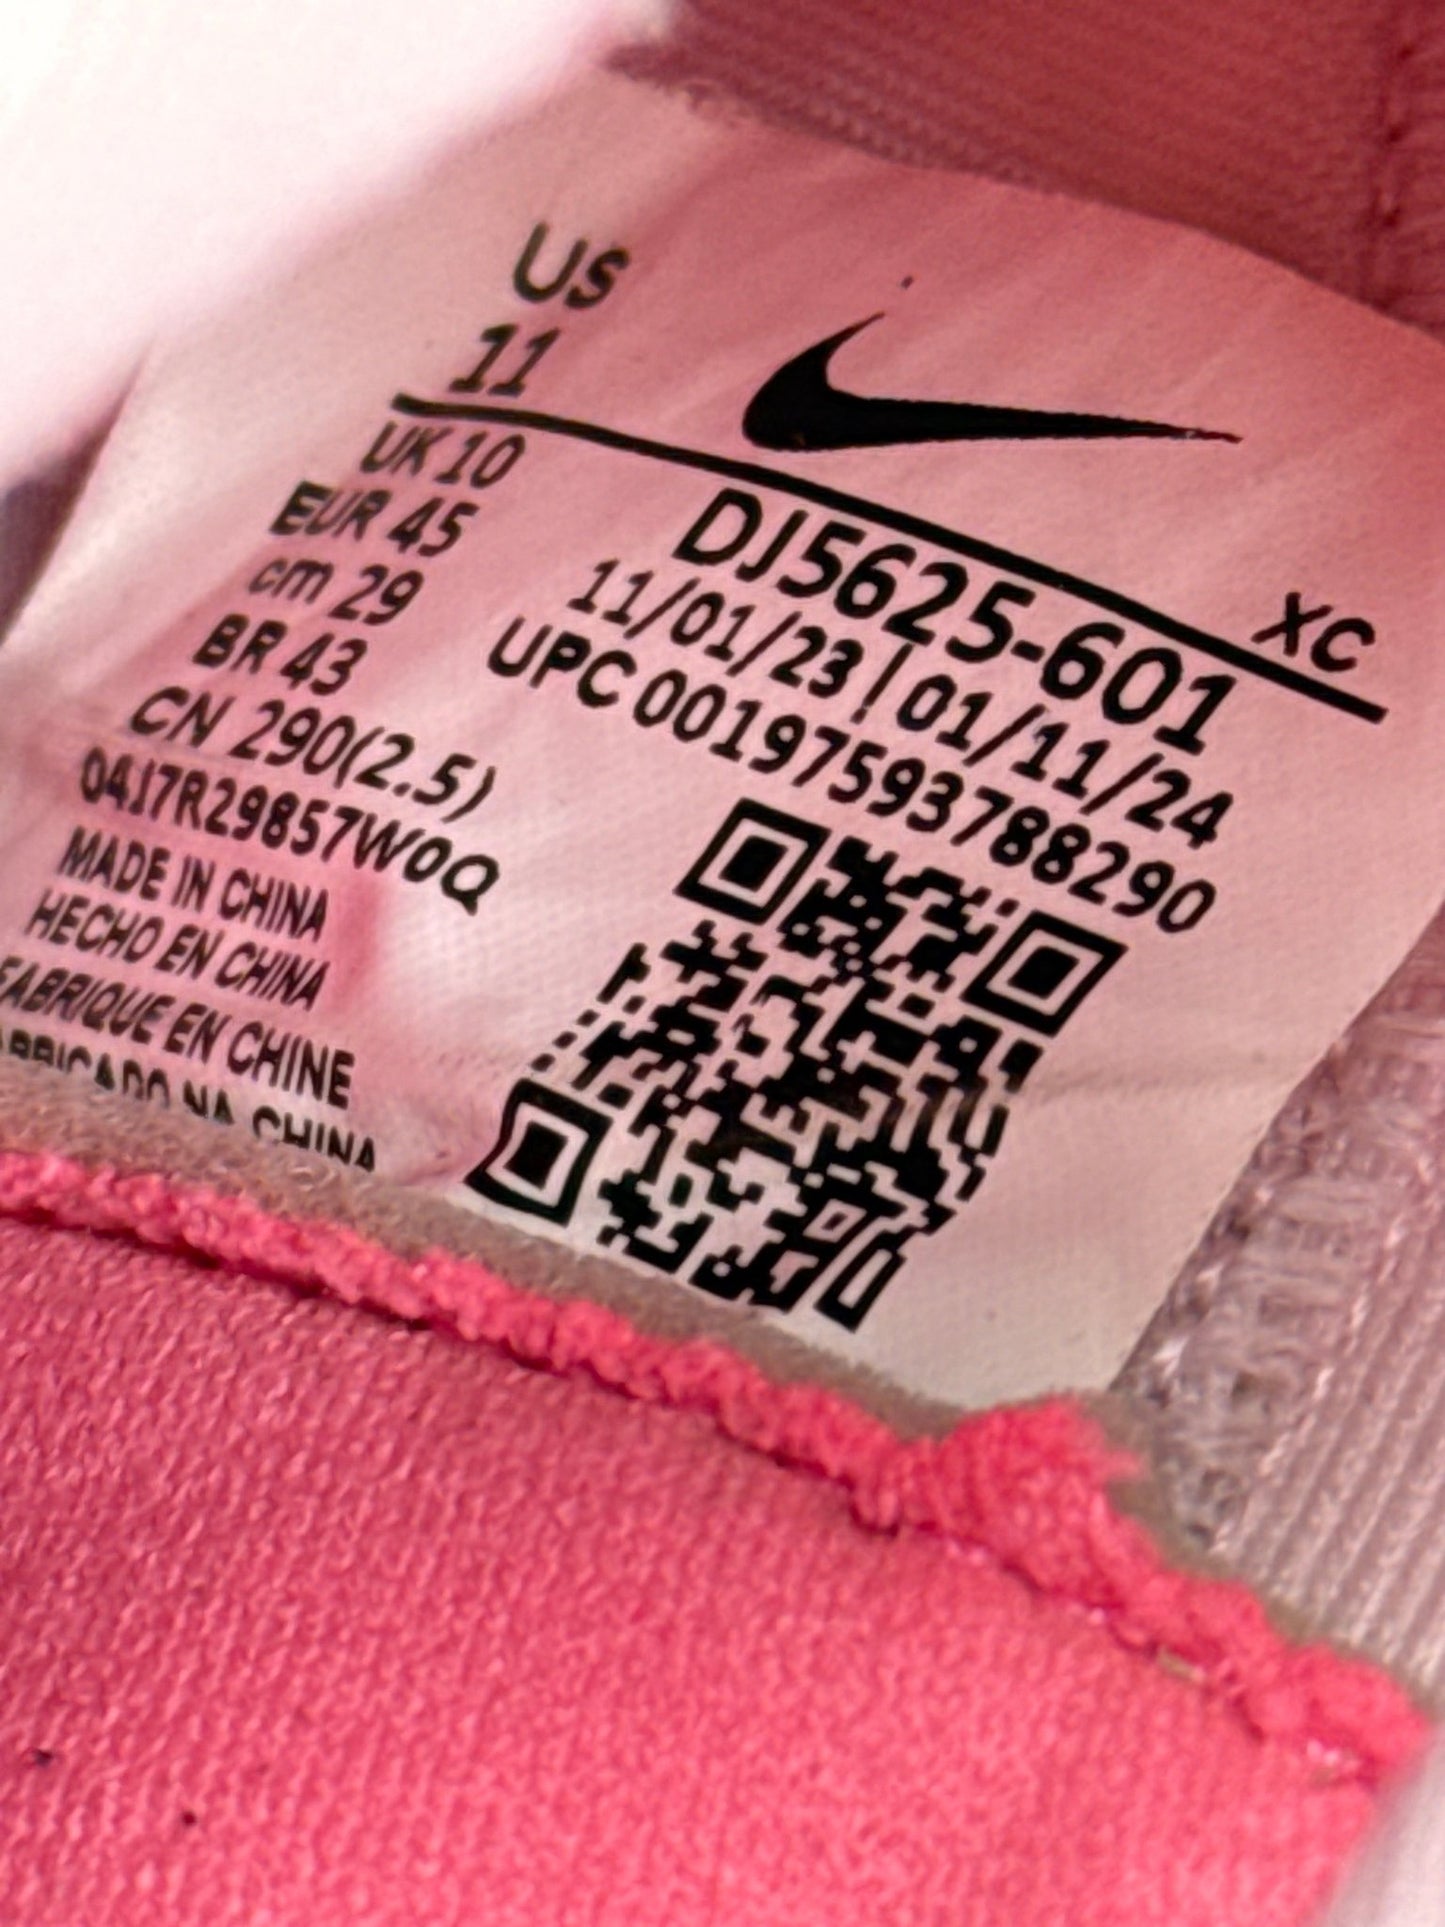 US
11
UK 10
EUR 45
cm 29
BR 43
CN 290(2.5)
04J7R29857W0Q
MADE IN CHINA
HECHO EN CHINA
FABRIQUE EN CHINE
FABRICADO NA CHINA
XC
DJ5625-601
11/01/23 | 01/11/24
UPC 00197593788290